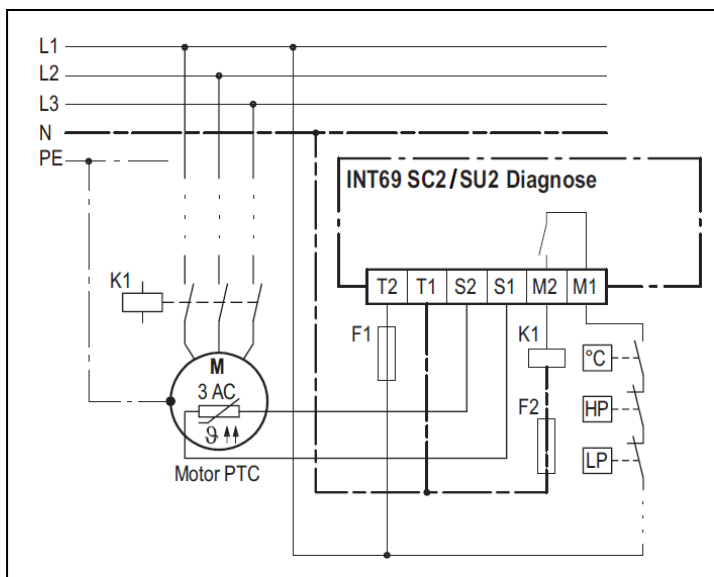 L1
L2
L3
N
PE
INT69 SC2/SU2 Diagnose
K1
T2 T1 S2 S1 M2 M1
F1
K1
°C
M
3 AC
F2
HP
ϑ
LP
Motor PTC